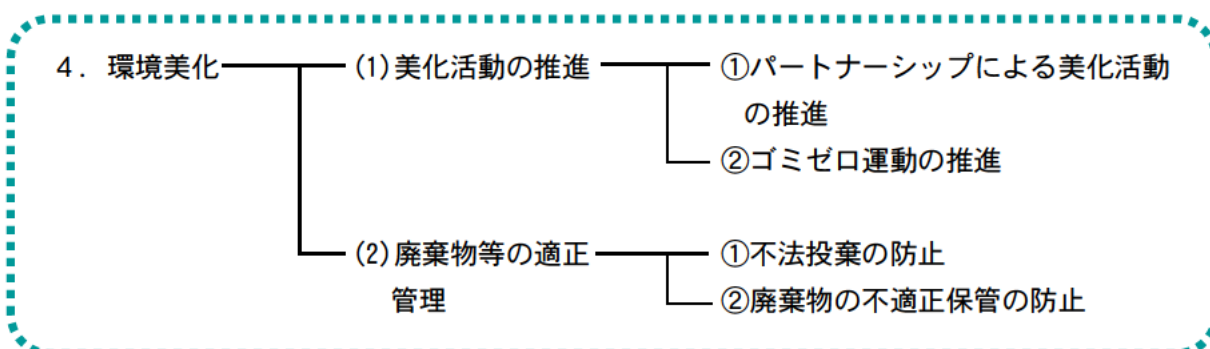 4. 環境美化
(1)美化活動の推進
①パートナーシップによる美化活動
の推進
②ゴミゼロ運動の推進
(2)廃棄物等の適正
管理
①不法投棄の防止
②廃棄物の不適正保管の防止